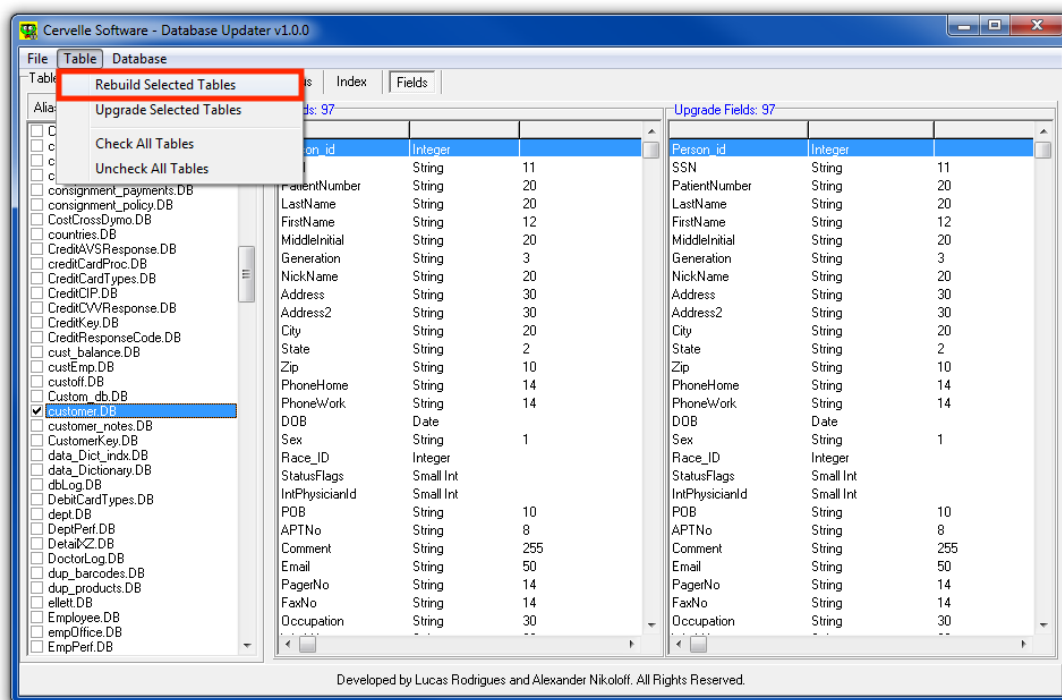 Cervelle Software - Database Updater v1.0.0
File Table Database
Rebuild Selected Tables
Upgrade Selected Tables
Check All Tables
Uncheck All Tables
Index Fields
consignment_payments.DB
consignment_policy.DB
CostCrossDymo.DB
countries.DB
CreditAVSResponse.DB
creditCardProc.DB
CreditCardTypes.DB
CreditCIP.DB
CreditCVVResponse.DB
CreditKey.DB
CreditResponseCode.DB
cust_balance.DB
custEmp.DB
custoff.DB
Custom_db.DB
customer.DB
customer_notes.DB
CustomerKey.DB
data_Dict_indx.DB
data_Dictionary.DB
dbLog.DB
DebitCardTypes.DB
dept.DB
DeptPerf.DB
DetailXZ.DB
DoctorLog.DB
dup_barcodes.DB
dup_products.DB
ellett.DB
Employee.DB
empOffice.DB
EmpPerf.DB
97
Integer
String 11
PatientNumber String 20
LastName String 20
FirstName String 12
MiddleInitial String 20
Generation String 3
NickName String 20
Address String 30
Address2 String 30
City String 20
State String 2
Zip String 10
PhoneHome String 14
PhoneWork String 14
DOB Date
Sex String 1
Race_ID Integer
StatusFlags Small Int
IntPhysicianId Small Int
POB String 10
APTNo String 8
Comment String 255
Email String 50
PagerNo String 14
FaxNo String 14
Occupation String 30
Upgrade Fields: 97
Person_id Integer
SSN String 11
PatientNumber String 20
LastName String 20
FirstName String 12
MiddleInitial String 20
Generation String 3
NickName String 20
Address String 30
Address2 String 30
City String 20
State String 2
Zip String 10
PhoneHome String 14
PhoneWork String 14
DOB Date
Sex String 1
Race_ID Integer
StatusFlags Small Int
IntPhysicianId Small Int
POB String 10
APTNo String 8
Comment String 255
Email String 50
PagerNo String 14
FaxNo String 14
Occupation String 30
Developed by Lucas Rodrigues and Alexander Nikoloff. All Rights Reserved.